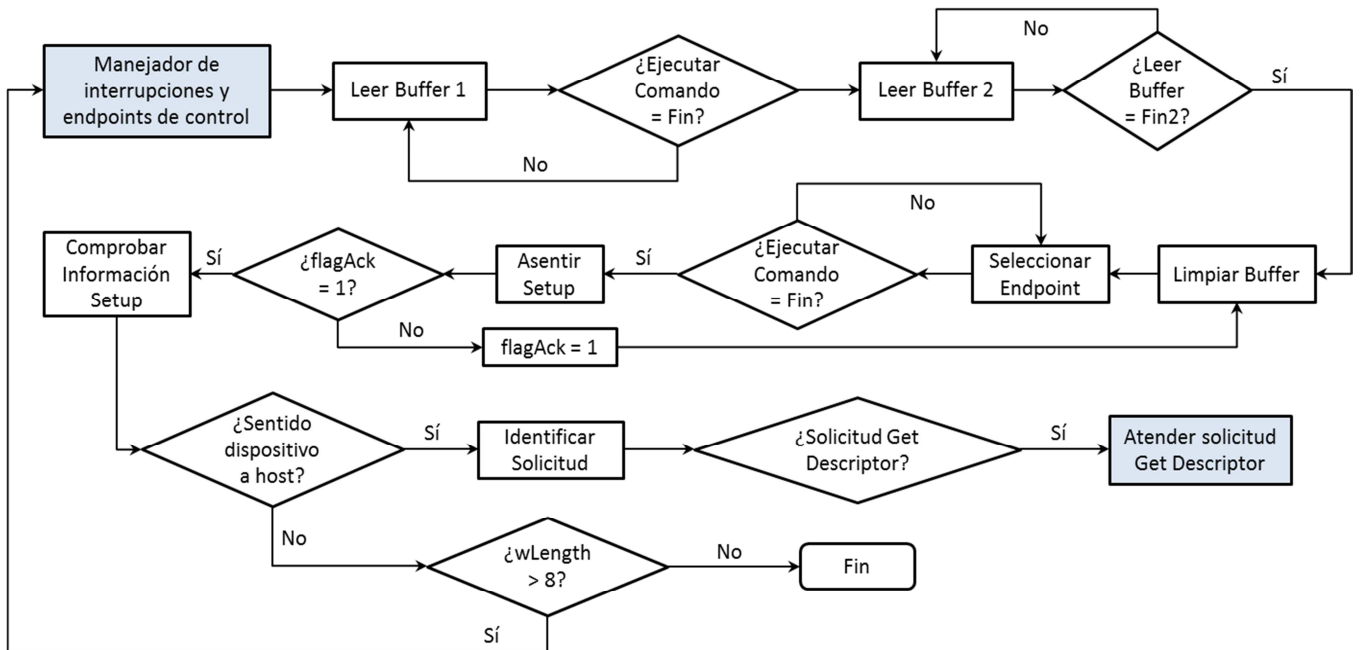 Manejador de
interrupciones y
endpoints de control
Leer Buffer 1
¿Ejecutar
Comando
= Fin?
No
Leer Buffer 2
No
¿Leer
Buffer
= Fin2?
Sí
Comprobar
Información
Setup
Sí
¿flagAck
= 1?
Asentir
Setup
Sí
¿Ejecutar
Comando
= Fin?
No
Seleccionar
Endpoint
Limpiar Buffer
No
flagAck = 1
¿Sentido
dispositivo
a host?
Sí
Identificar
Solicitud
¿Solicitud Get
Descriptor?
Sí
Atender solicitud
Get Descriptor
No
¿wLength
> 8?
No
Fin
Sí